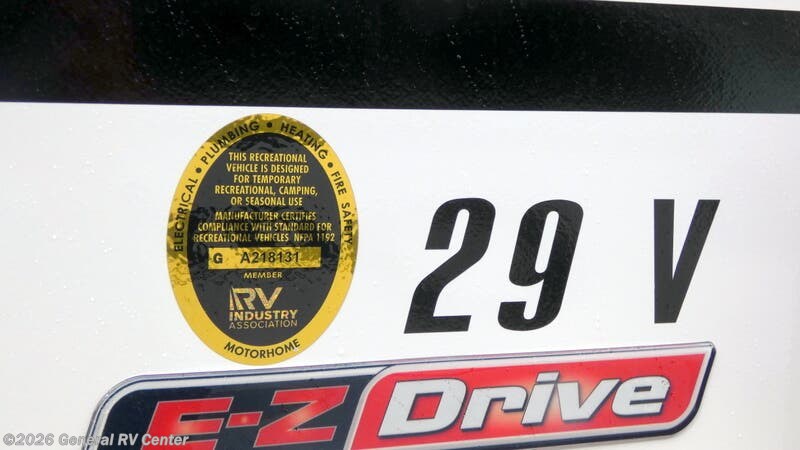 ELECTRICAL • PLUMBING • HEATING • FIRE SAFETY
THIS RECREATIONAL
VEHICLE IS DESIGNED
FOR TEMPORARY
RECREATIONAL, CAMPING,
OR SEASONAL USE
MANUFACTURER CERTIFIES
COMPLIANCE WITH STANDARD FOR
RECREATIONAL VEHICLES NFPA 1192
G A218131
MEMBER
RV
INDUSTRY
ASSOCIATION
MOTORHOME
29 V
E-Z Drive
©2026 General RV Center